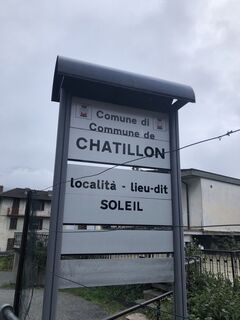 Comune di
Commune de
CHATILLON
località - lieu-dit
SOLEIL